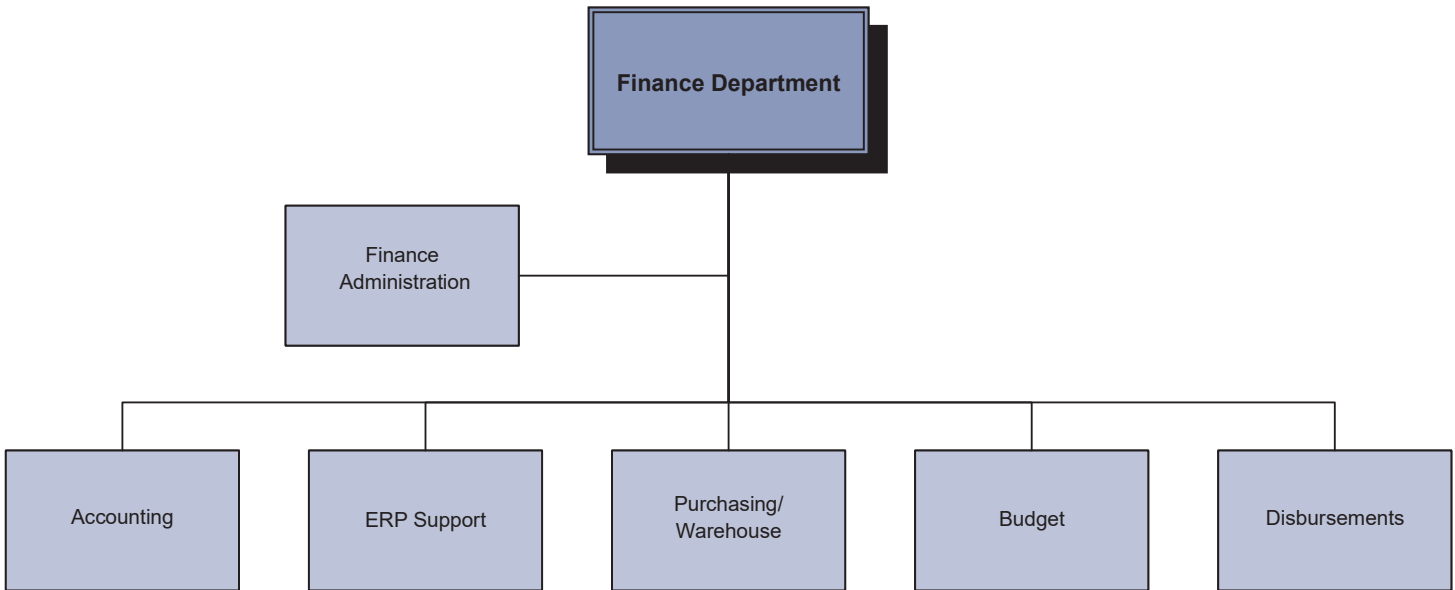 Finance Department
Finance
Administration
Accounting
ERP Support
Purchasing/
Warehouse
Budget
Disbursements